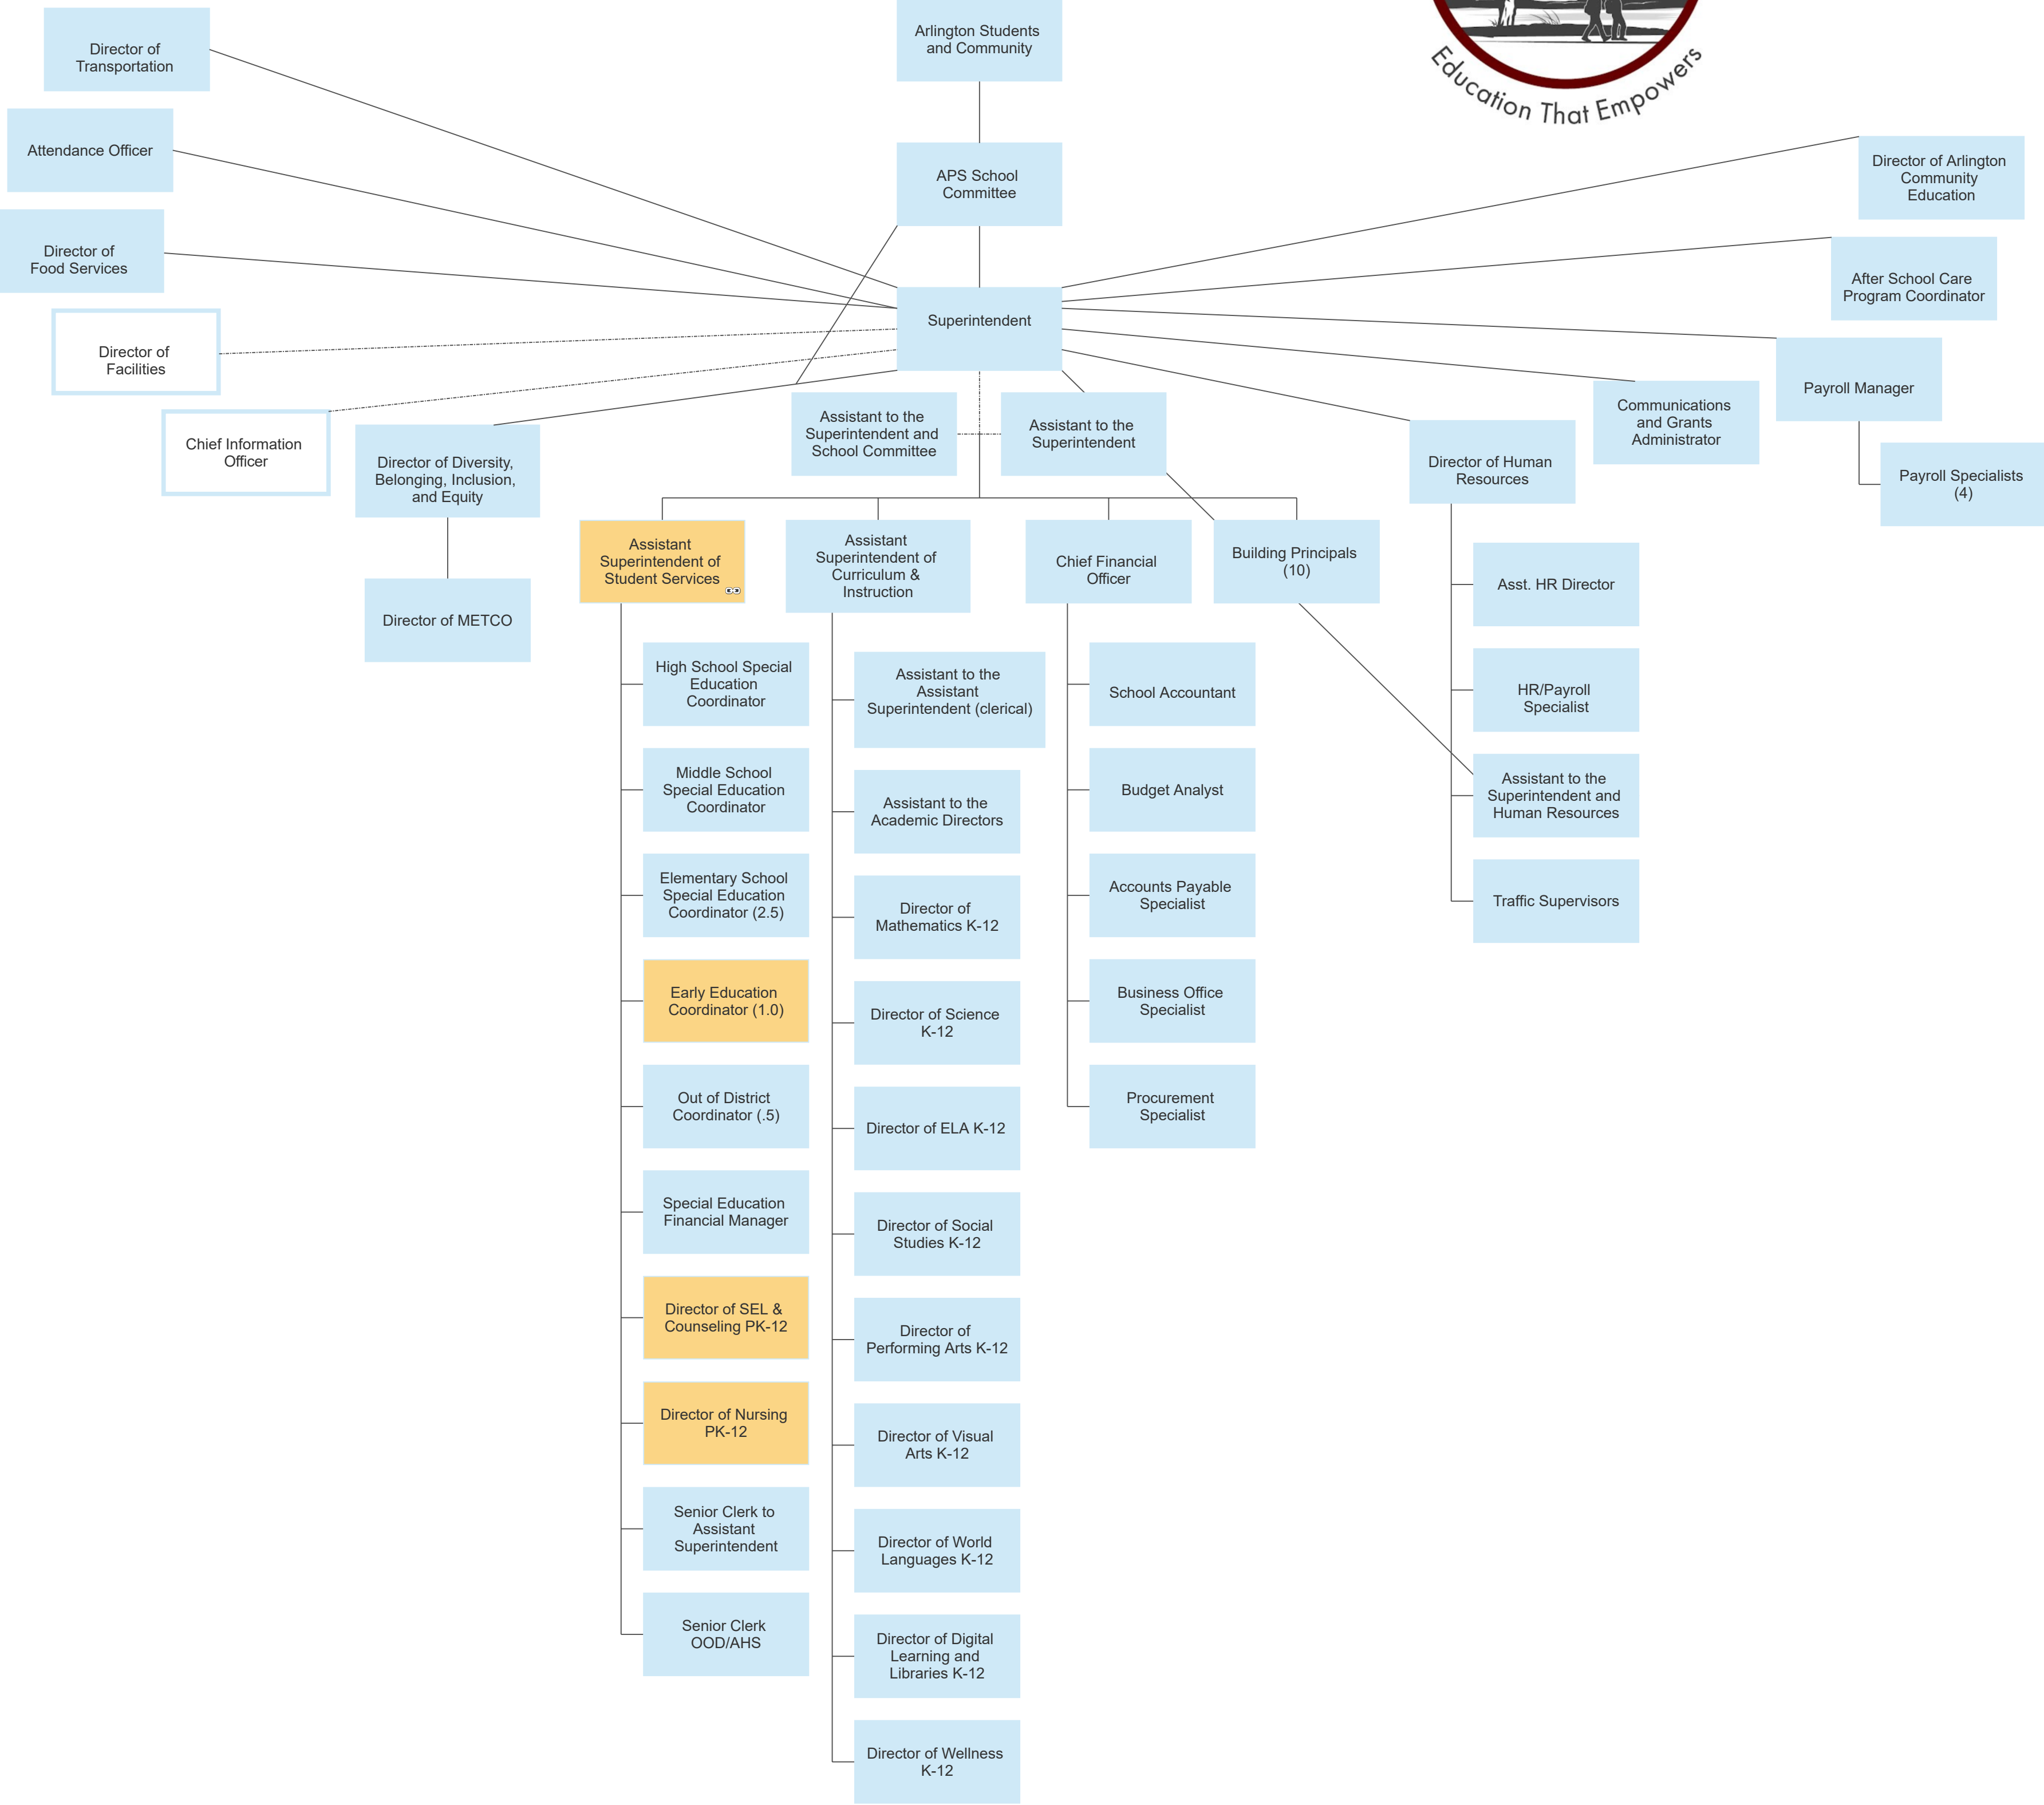 Education That Empowers
Arlington Students
and Community
Director of
Transportation
Attendance Officer
APS School
Committee
Director of Arlington
Community
Education
Director of
Food Services
After School Care
Program Coordinator
Superintendent
Director of
Facilities
Payroll Manager
Communications
and Grants
Administrator
Assistant to the
Superintendent and
School Committee
Assistant to the
Superintendent
Chief Information
Officer
Director of Diversity,
Belonging, Inclusion,
and Equity
Director of Human
Resources
Payroll Specialists
(4)
Assistant
Superintendent of
Student Services
Assistant
Superintendent of
Curriculum &
Instruction
Chief Financial
Officer
Building Principals
(10)
Director of METCO
Asst. HR Director
HR/Payroll
Specialist
Assistant to the
Superintendent and
Human Resources
Traffic Supervisors
High School Special
Education
Coordinator
Middle School
Special Education
Coordinator
Elementary School
Special Education
Coordinator (2.5)
Early Education
Coordinator (1.0)
Out of District
Coordinator (.5)
Special Education
Financial Manager
Director of SEL &
Counseling PK-12
Director of Nursing
PK-12
Senior Clerk to
Assistant
Superintendent
Senior Clerk
OOD/AHS
Assistant to the
Assistant
Superintendent (clerical)
Assistant to the
Academic Directors
Director of
Mathematics K-12
Director of Science
K-12
Director of ELA K-12
Director of Social
Studies K-12
Director of
Performing Arts K-12
Director of Visual
Arts K-12
Director of World
Languages K-12
Director of Digital
Learning and
Libraries K-12
Director of Wellness
K-12
School Accountant
Budget Analyst
Accounts Payable
Specialist
Business Office
Specialist
Procurement
Specialist